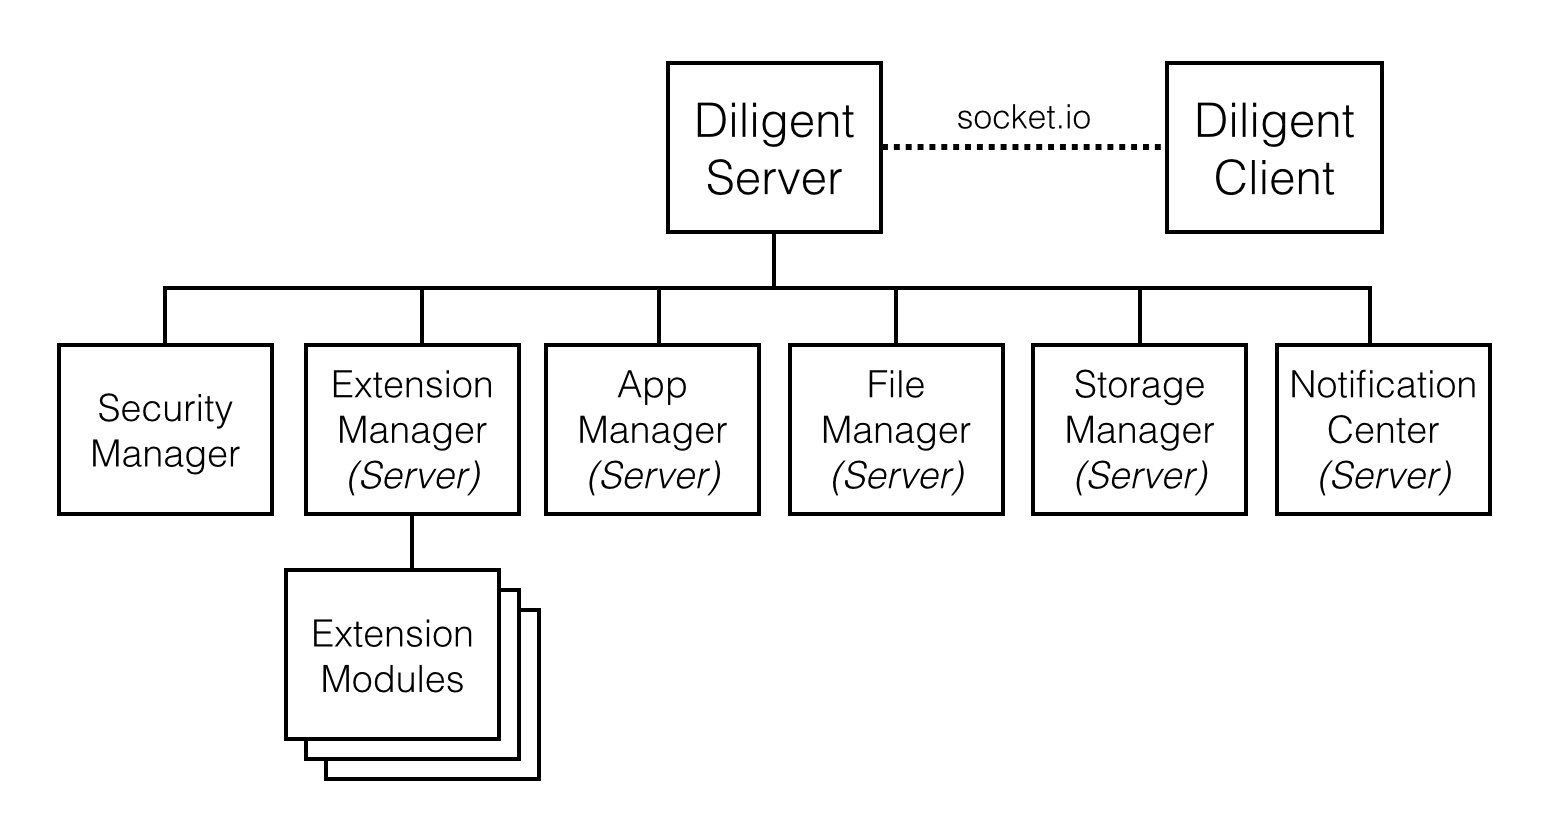 Diligent
Server
socket.io
Diligent
Client
Security
Manager
Extension
Manager
(Server)
App
Manager
(Server)
File
Manager
(Server)
Storage
Manager
(Server)
Notification
Center
(Server)
Extension
Modules